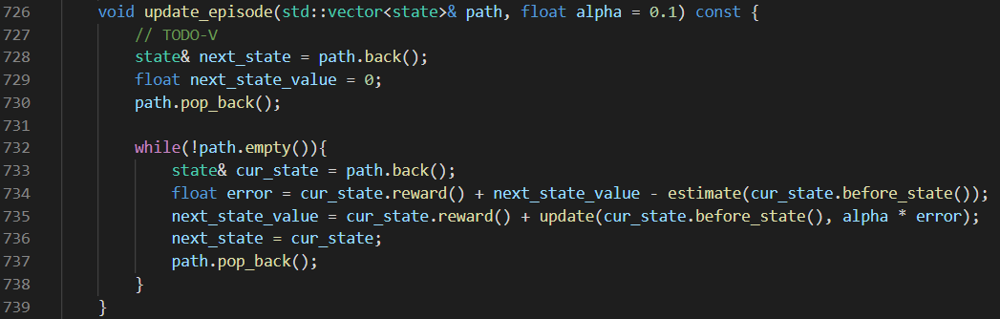 726 void update_episode(std::vector<state>& path, float alpha = 0.1) const {
727 // TODO-V
728 state& next_state = path.back();
729 float next_state_value = 0;
730 path.pop_back();
731
732 while(!path.empty()){
733 state& cur_state = path.back();
734 float error = cur_state.reward() + next_state_value - estimate(cur_state.before_state());
735 next_state_value = cur_state.reward() + update(cur_state.before_state(), alpha * error);
736 next_state = cur_state;
737 path.pop_back();
738 }
739 }